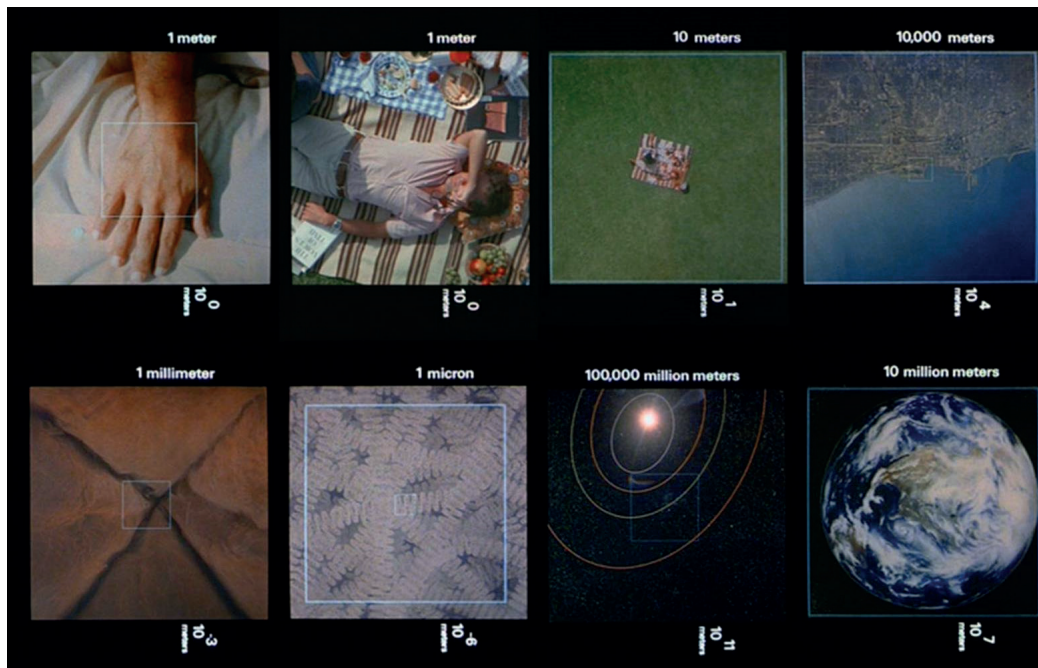 1 meter
1 meter
10 meters
10,000 meters
10 0
meters
10 0
meters
10 1
meters
10 4
meters
1 millimeter
1 micron
100,000 million meters
10 million meters
10 -3
meters
10 -6
meters
10 11
meters
10 7
meters